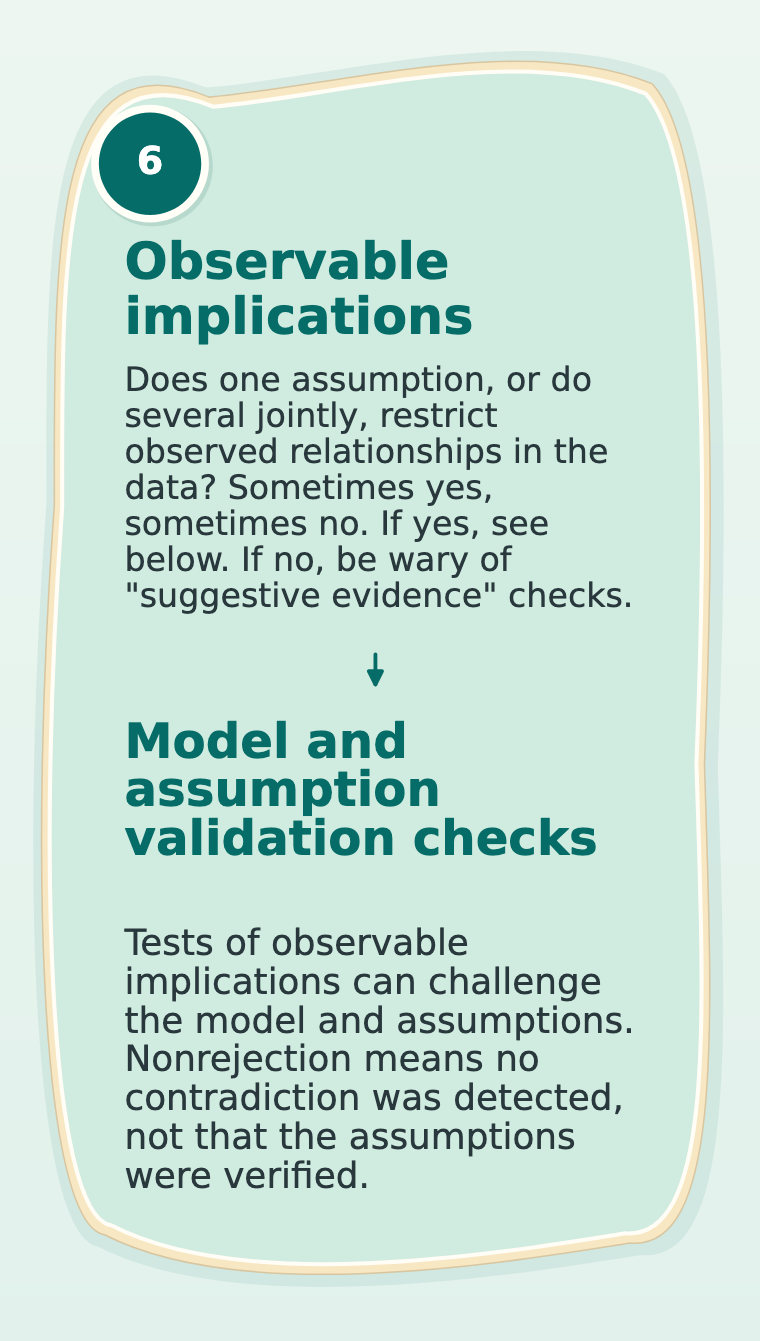 6
Observable
implications
Does one assumption, or do
several jointly, restrict
observed relationships in the
data? Sometimes yes,
sometimes no. If yes, see
below. If no, be wary of
"suggestive evidence" checks.
Model and
assumption
validation checks
Tests of observable
implications can challenge
the model and assumptions.
Nonrejection means no
contradiction was detected,
not that the assumptions
were verified.